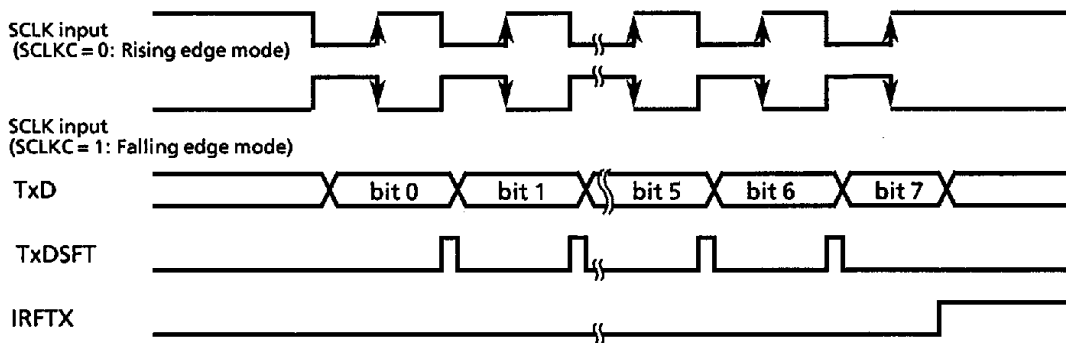 SCLK input
(SCLKC = 0: Rising edge mode)
SCLK input
(SCLKC = 1: Falling edge mode)
TxD
bit 0 bit 1 bit 5 bit 6 bit 7
TxDSFT
IRFTX